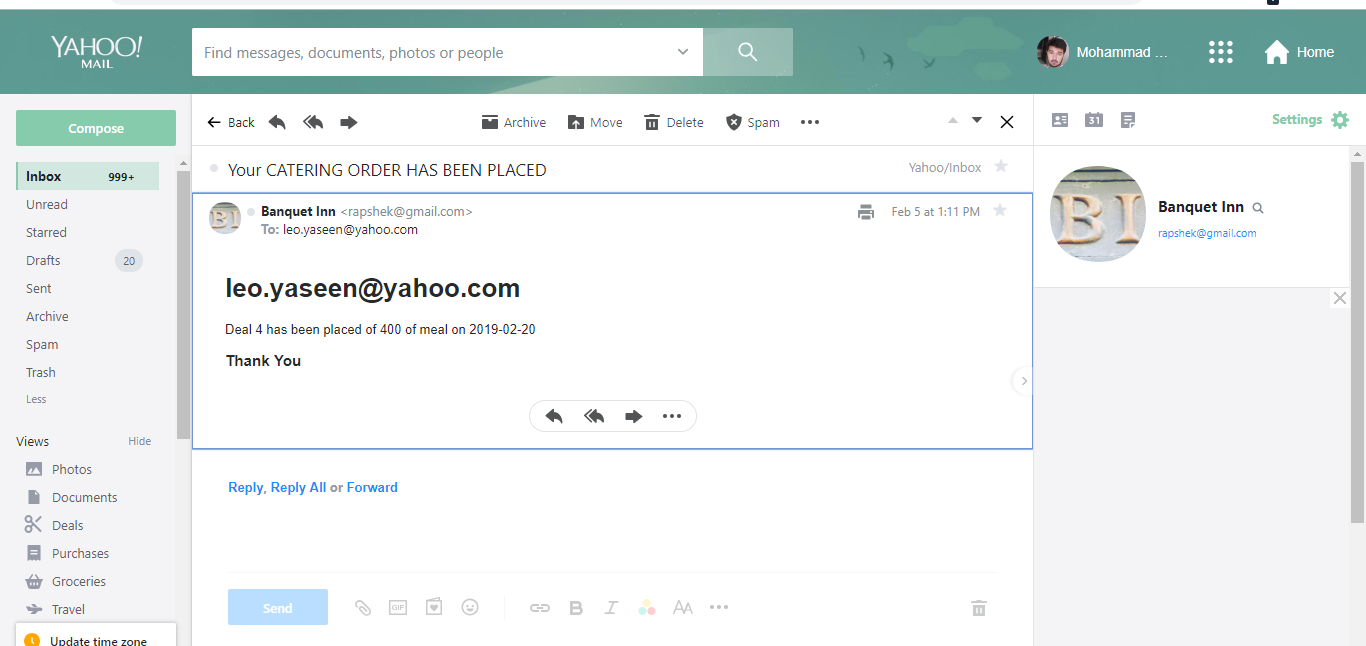 YAHOO!
MAIL
Find messages, documents, photos or people
Mohammad ...
Home
Compose
Inbox 999+
Unread
Starred
Drafts 20
Sent
Archive
Spam
Trash
Less
Views Hide
Photos
Documents
Deals
Purchases
Groceries
Travel
Update time zone
Back
Archive Move Delete Spam
Your CATERING ORDER HAS BEEN PLACED
Yahoo/Inbox
BI
Banquet Inn <rapshek@gmail.com>
Feb 5 at 1:11 PM
To: leo.yaseen@yahoo.com
leo.yaseen@yahoo.com
Deal 4 has been placed of 400 of meal on 2019-02-20
Thank You
Reply, Reply All or Forward
Send
GIF
B I AA
31
Settings
BI
Banquet Inn
rapshek@gmail.com